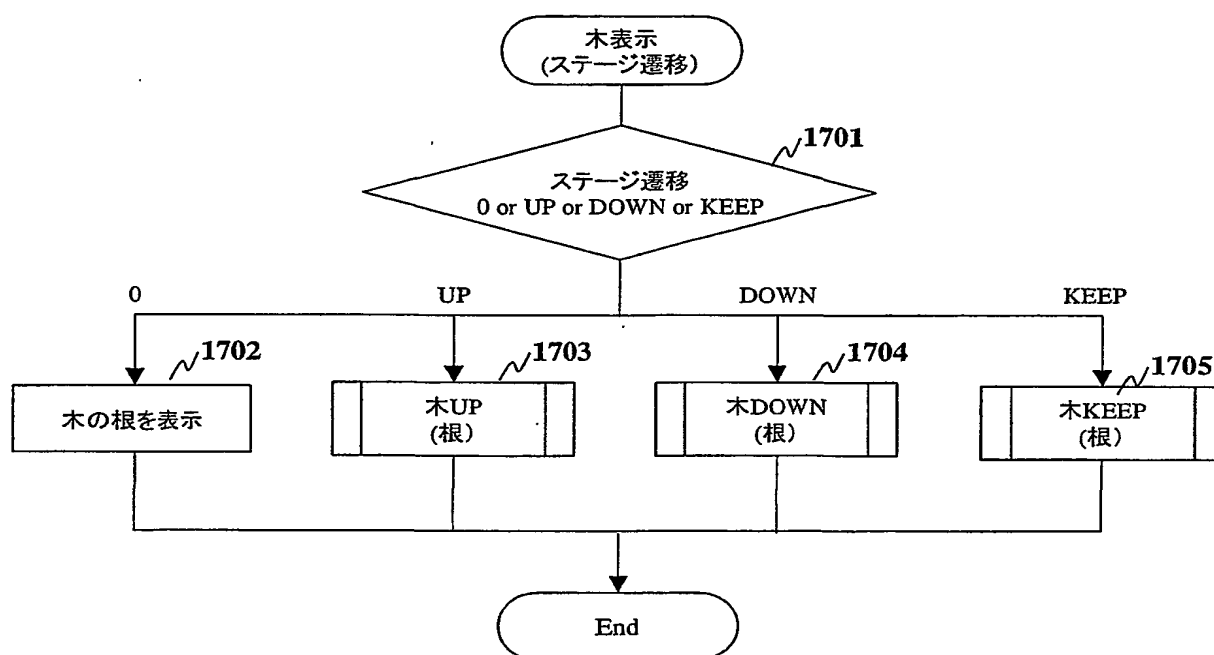 木表示
(ステージ遷移)
1701
ステージ遷移
0 or UP or DOWN or KEEP
0
UP
DOWN
KEEP
1702
1703
1704
1705
木の根を表示
木UP
(根)
木DOWN
(根)
木KEEP
(根)
End